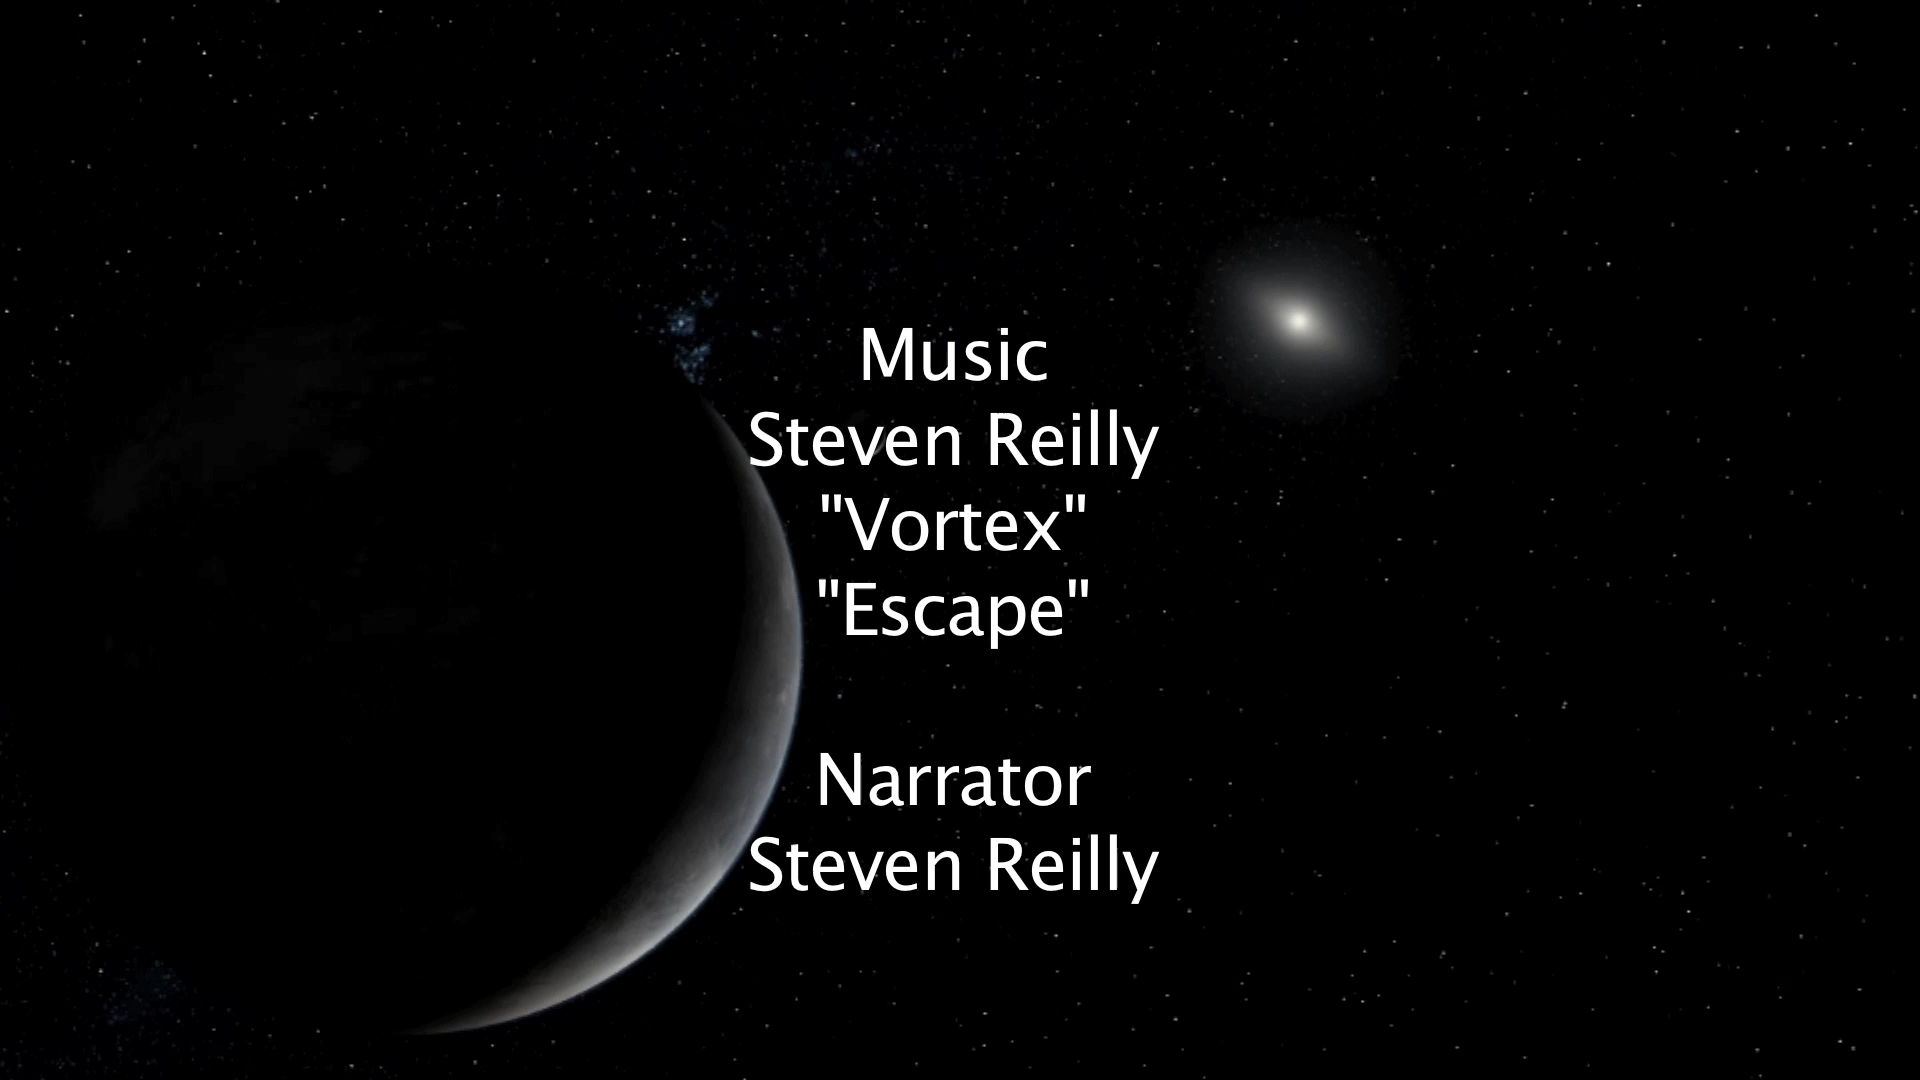 Music
Steven Reilly
"Vortex"
"Escape"
Narrator
Steven Reilly